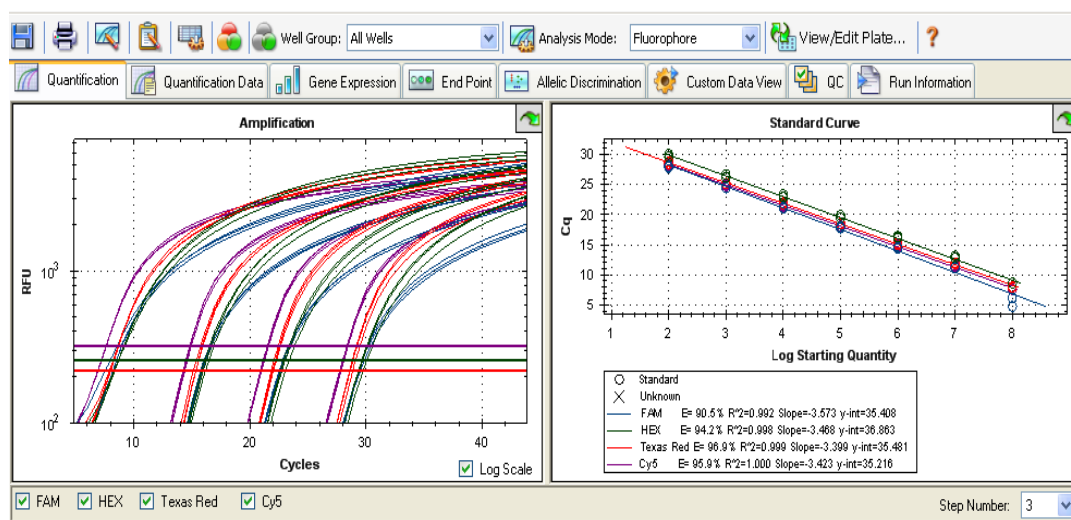 Well Group: All Wells Analysis Mode: Fluorophore View/Edit Plate... ?
Quantification Quantification Data Gene Expression End Point Allelic Discrimination Custom Data View QC Run Information
Amplification
RFU
10^3
10^2
10 20 30 40
Cycles
Log Scale
Standard Curve
Cq
30
25
20
15
10
5
1 2 3 4 5 6 7 8
Log Starting Quantity
O Standard
X Unknown
FAM E= 90.5% R^2=0.992 Slope=-3.573 y-int=35.408
HEX E= 94.2% R^2=0.998 Slope=-3.468 y-int=36.863
Texas Red E= 96.9% R^2=0.999 Slope=-3.399 y-int=35.481
Cy5 E= 95.9% R^2=1.000 Slope=-3.423 y-int=35.216
FAM HEX Texas Red Cy5 Step Number: 3